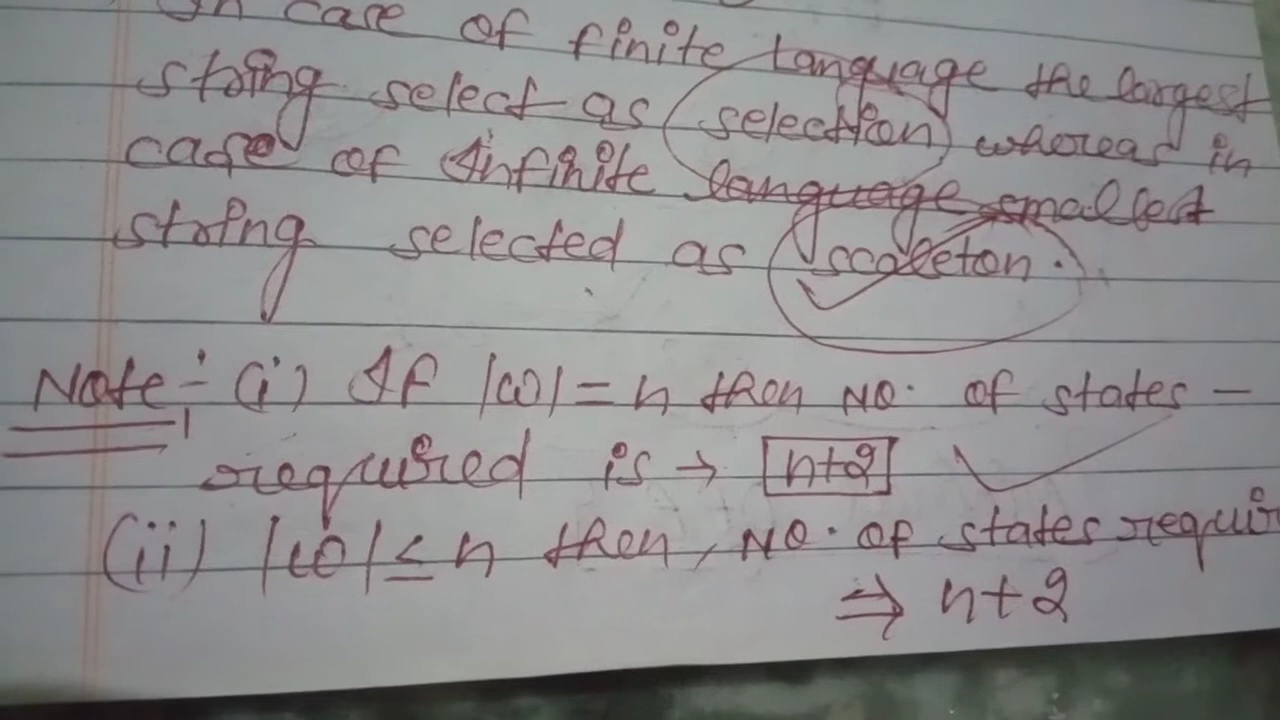 In case of finite language the largest
string select as selection whereas in
case of Infinite language smallest
string selected as scaleton.
Note :- (i) If |ω| = n then NO. of states -
required is → n+2
(ii) |ω| ≤ n then, NO. of states requir
⇒ n+2